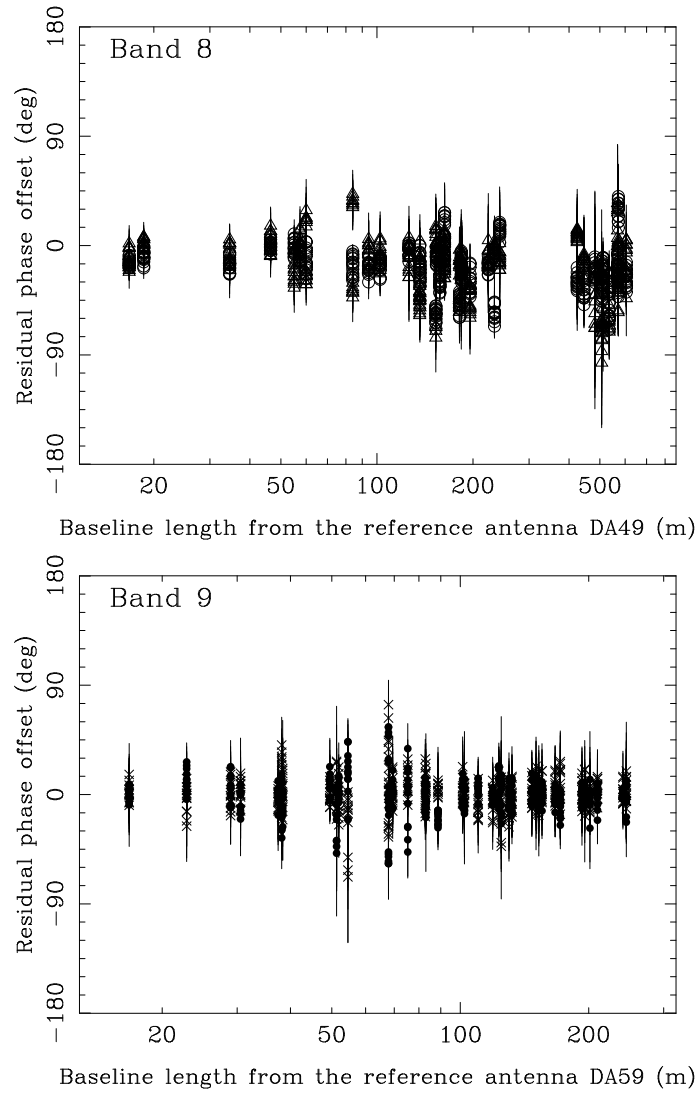 180
Band 8
90
0
−90
−180
Residual phase offset (deg)
20 50 100 200 500
Baseline length from the reference antenna DA49 (m)
180
Band 9
90
0
−90
−180
Residual phase offset (deg)
20 50 100 200
Baseline length from the reference antenna DA59 (m)